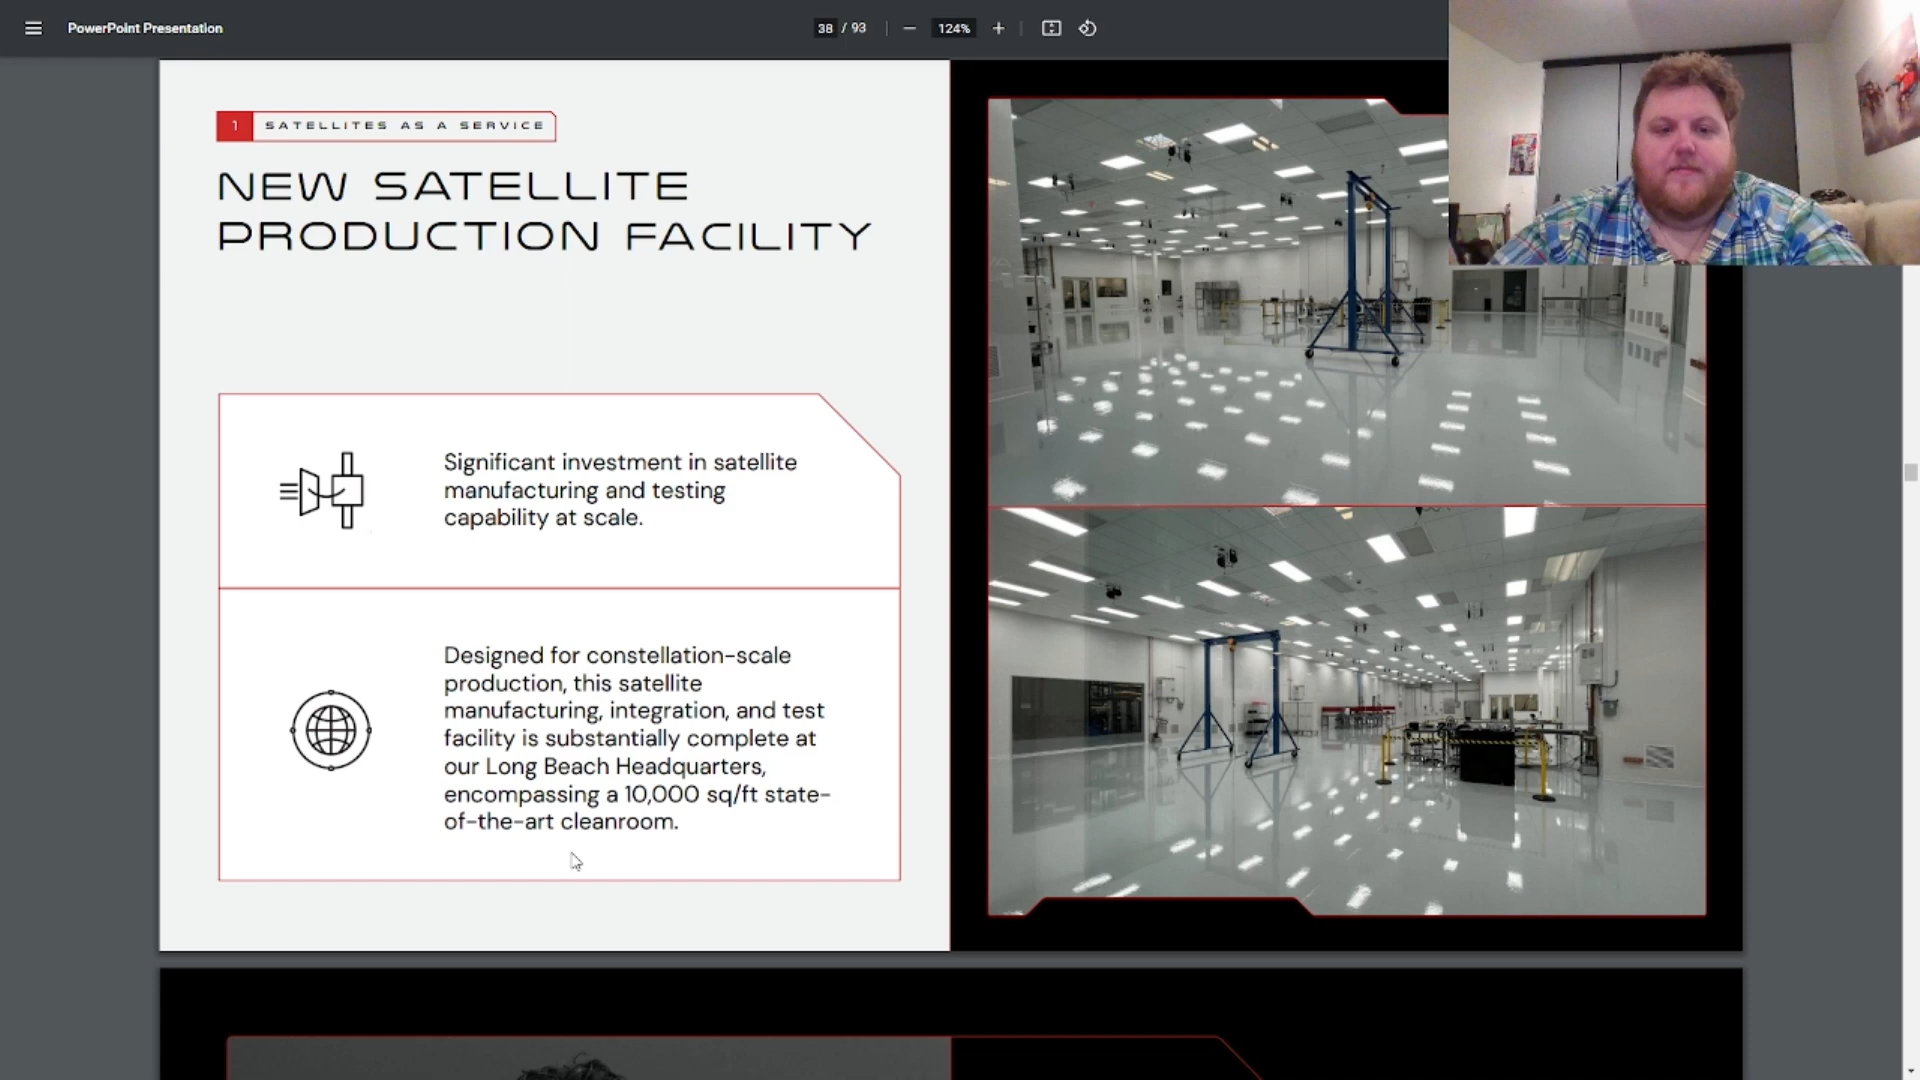 PowerPoint Presentation
38 / 93
124%
1 SATELLITES AS A SERVICE
NEW SATELLITE
PRODUCTION FACILITY
Significant investment in satellite
manufacturing and testing
capability at scale.
Designed for constellation-scale
production, this satellite
manufacturing, integration, and test
facility is substantially complete at
our Long Beach Headquarters,
encompassing a 10,000 sq/ft state-
of-the-art cleanroom.